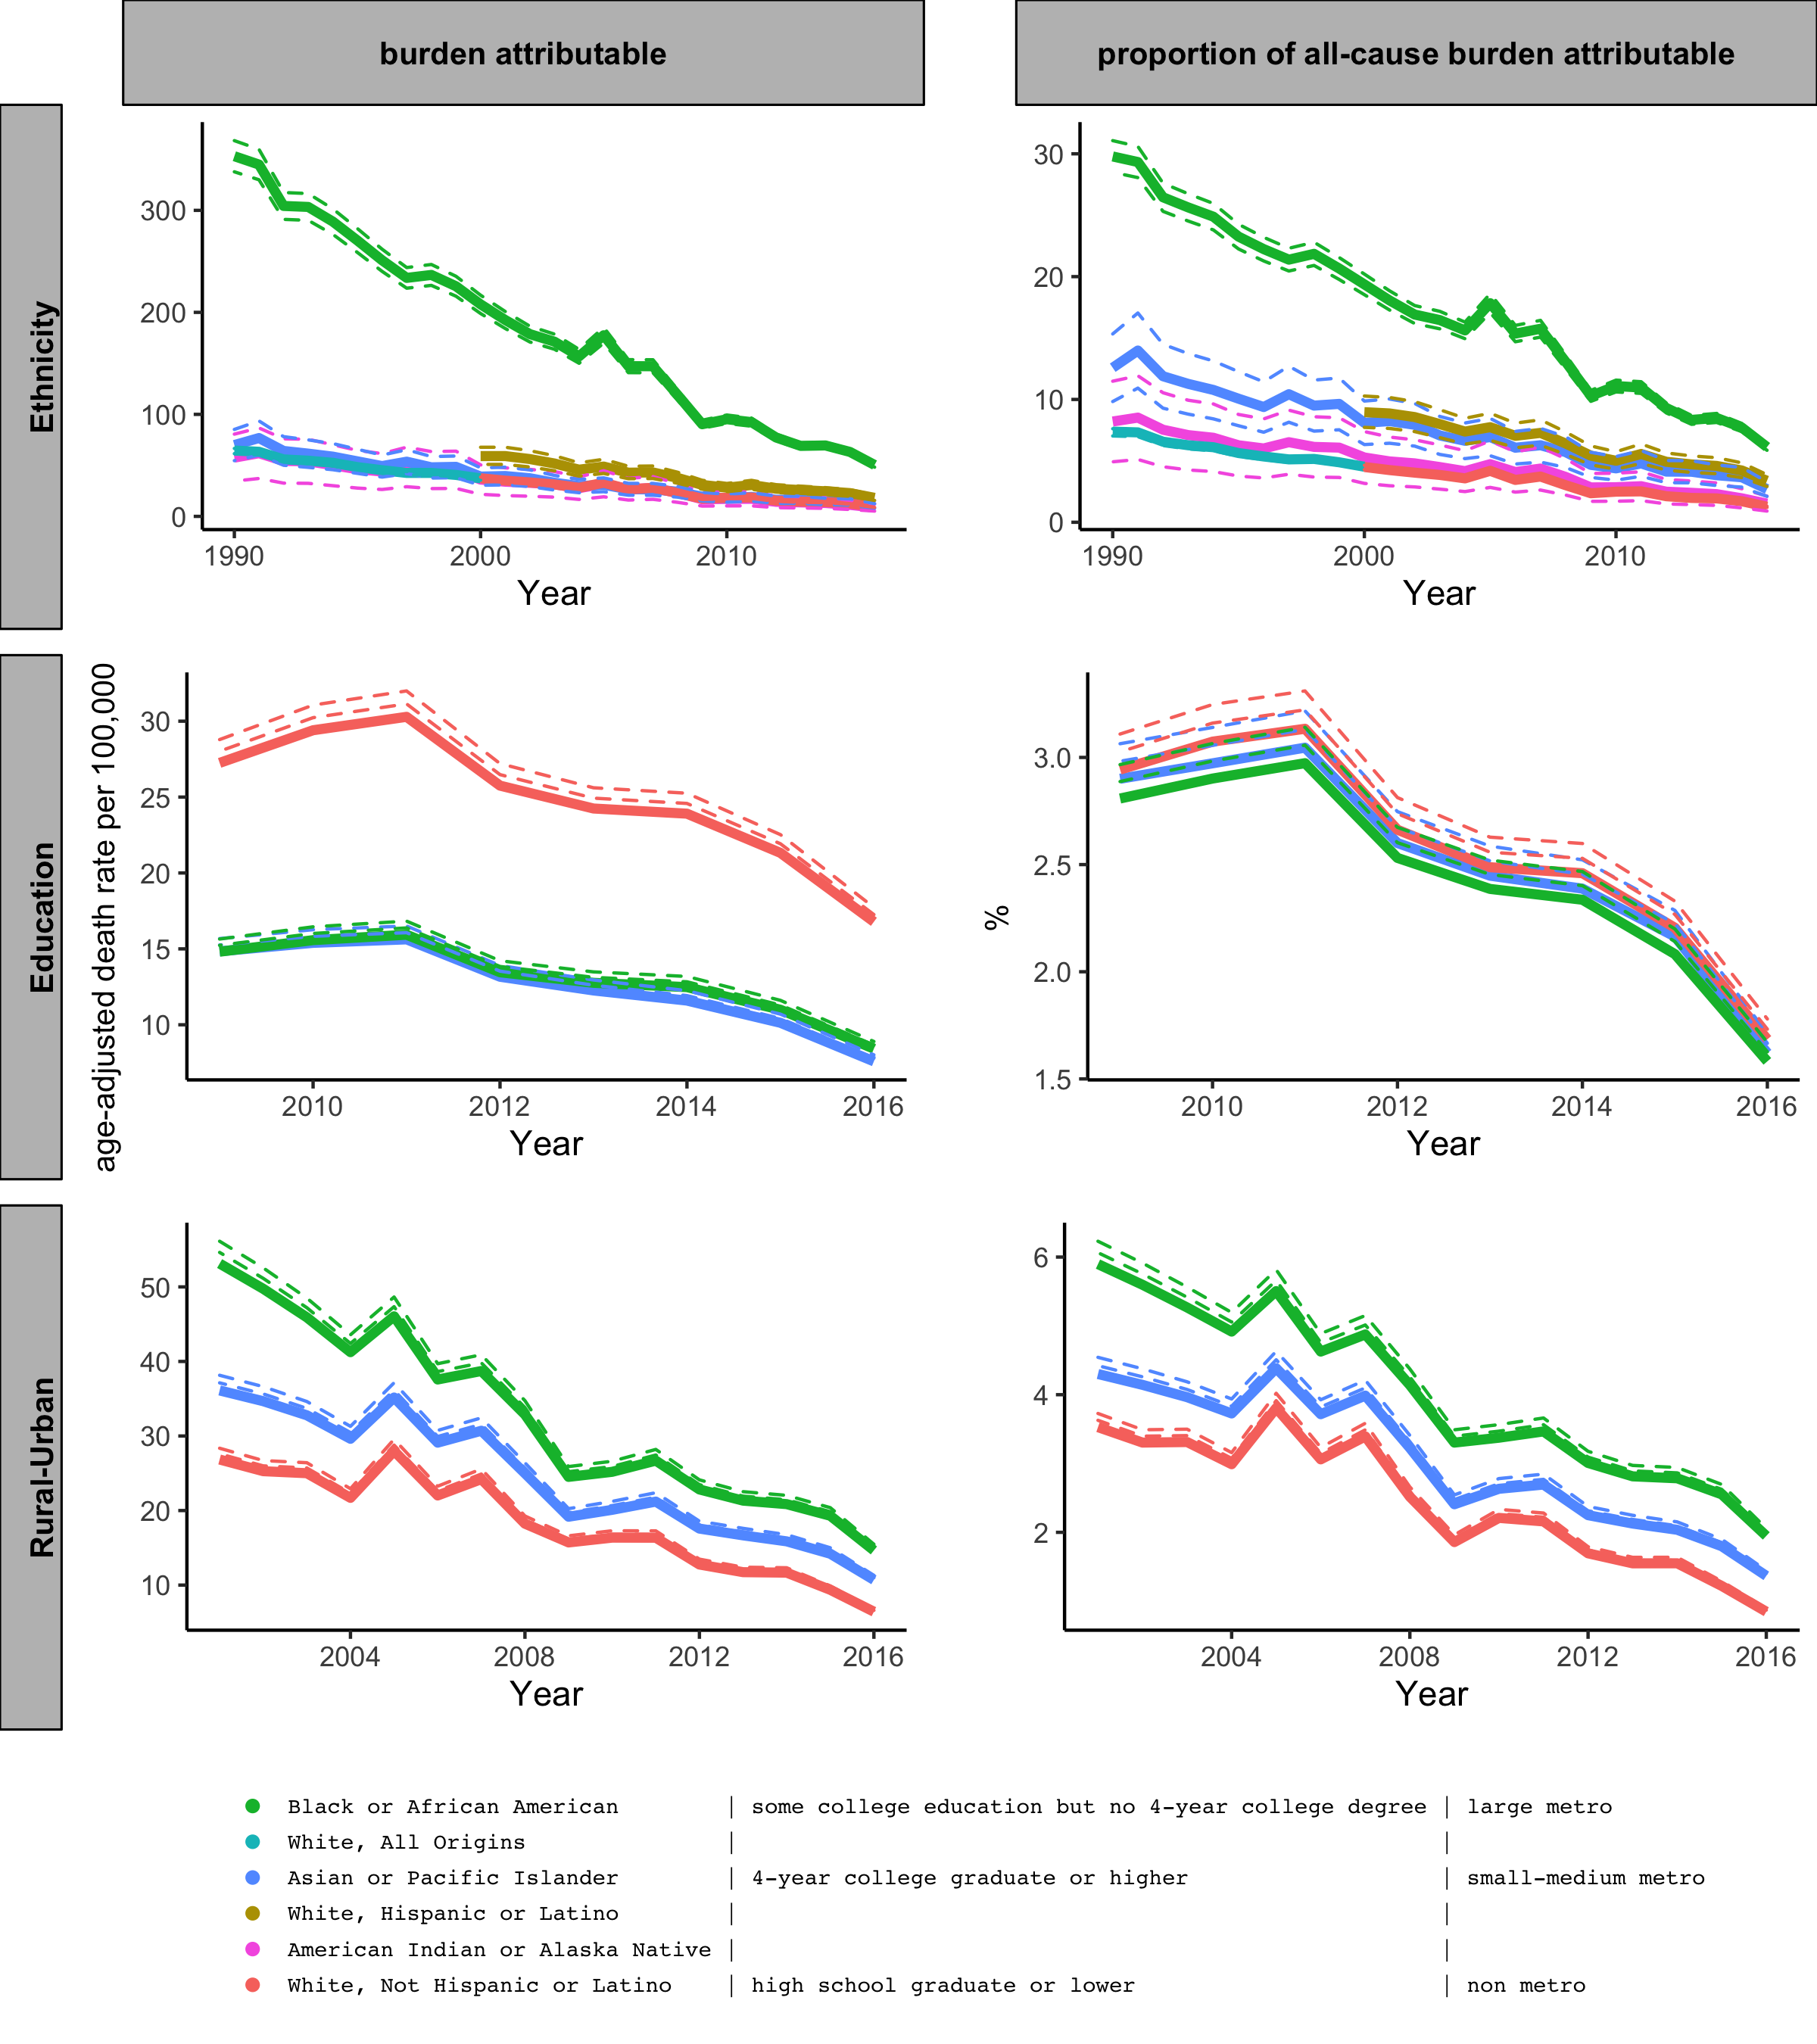 burden attributable
proportion of all-cause burden attributable
Ethnicity
300
200
100
0
1990
2000
2010
Year
30
20
10
0
1990
2000
2010
Year
Education
age-adjusted death rate per 100,000
30
25
20
15
10
2010
2012
2014
2016
Year
%
3.0
2.5
2.0
1.5
2010
2012
2014
2016
Year
Rural-Urban
50
40
30
20
10
2004
2008
2012
2016
Year
6
4
2
2004
2008
2012
2016
Year
Black or African American | some college education but no 4-year college degree | large metro
White, All Origins | |
Asian or Pacific Islander | 4-year college graduate or higher | small-medium metro
White, Hispanic or Latino | |
American Indian or Alaska Native | |
White, Not Hispanic or Latino | high school graduate or lower | non metro